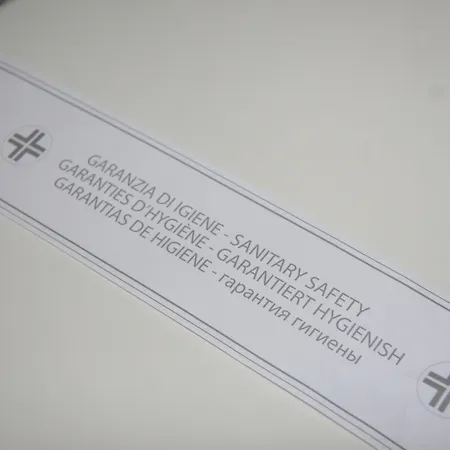 GARANZIA DI IGIENE - SANITARY SAFETY
GARANTIES D'HYGIÈNE - GARANTIERT HYGIENISH
GARANTIAS DE HIGIENE - гарантия гигиены